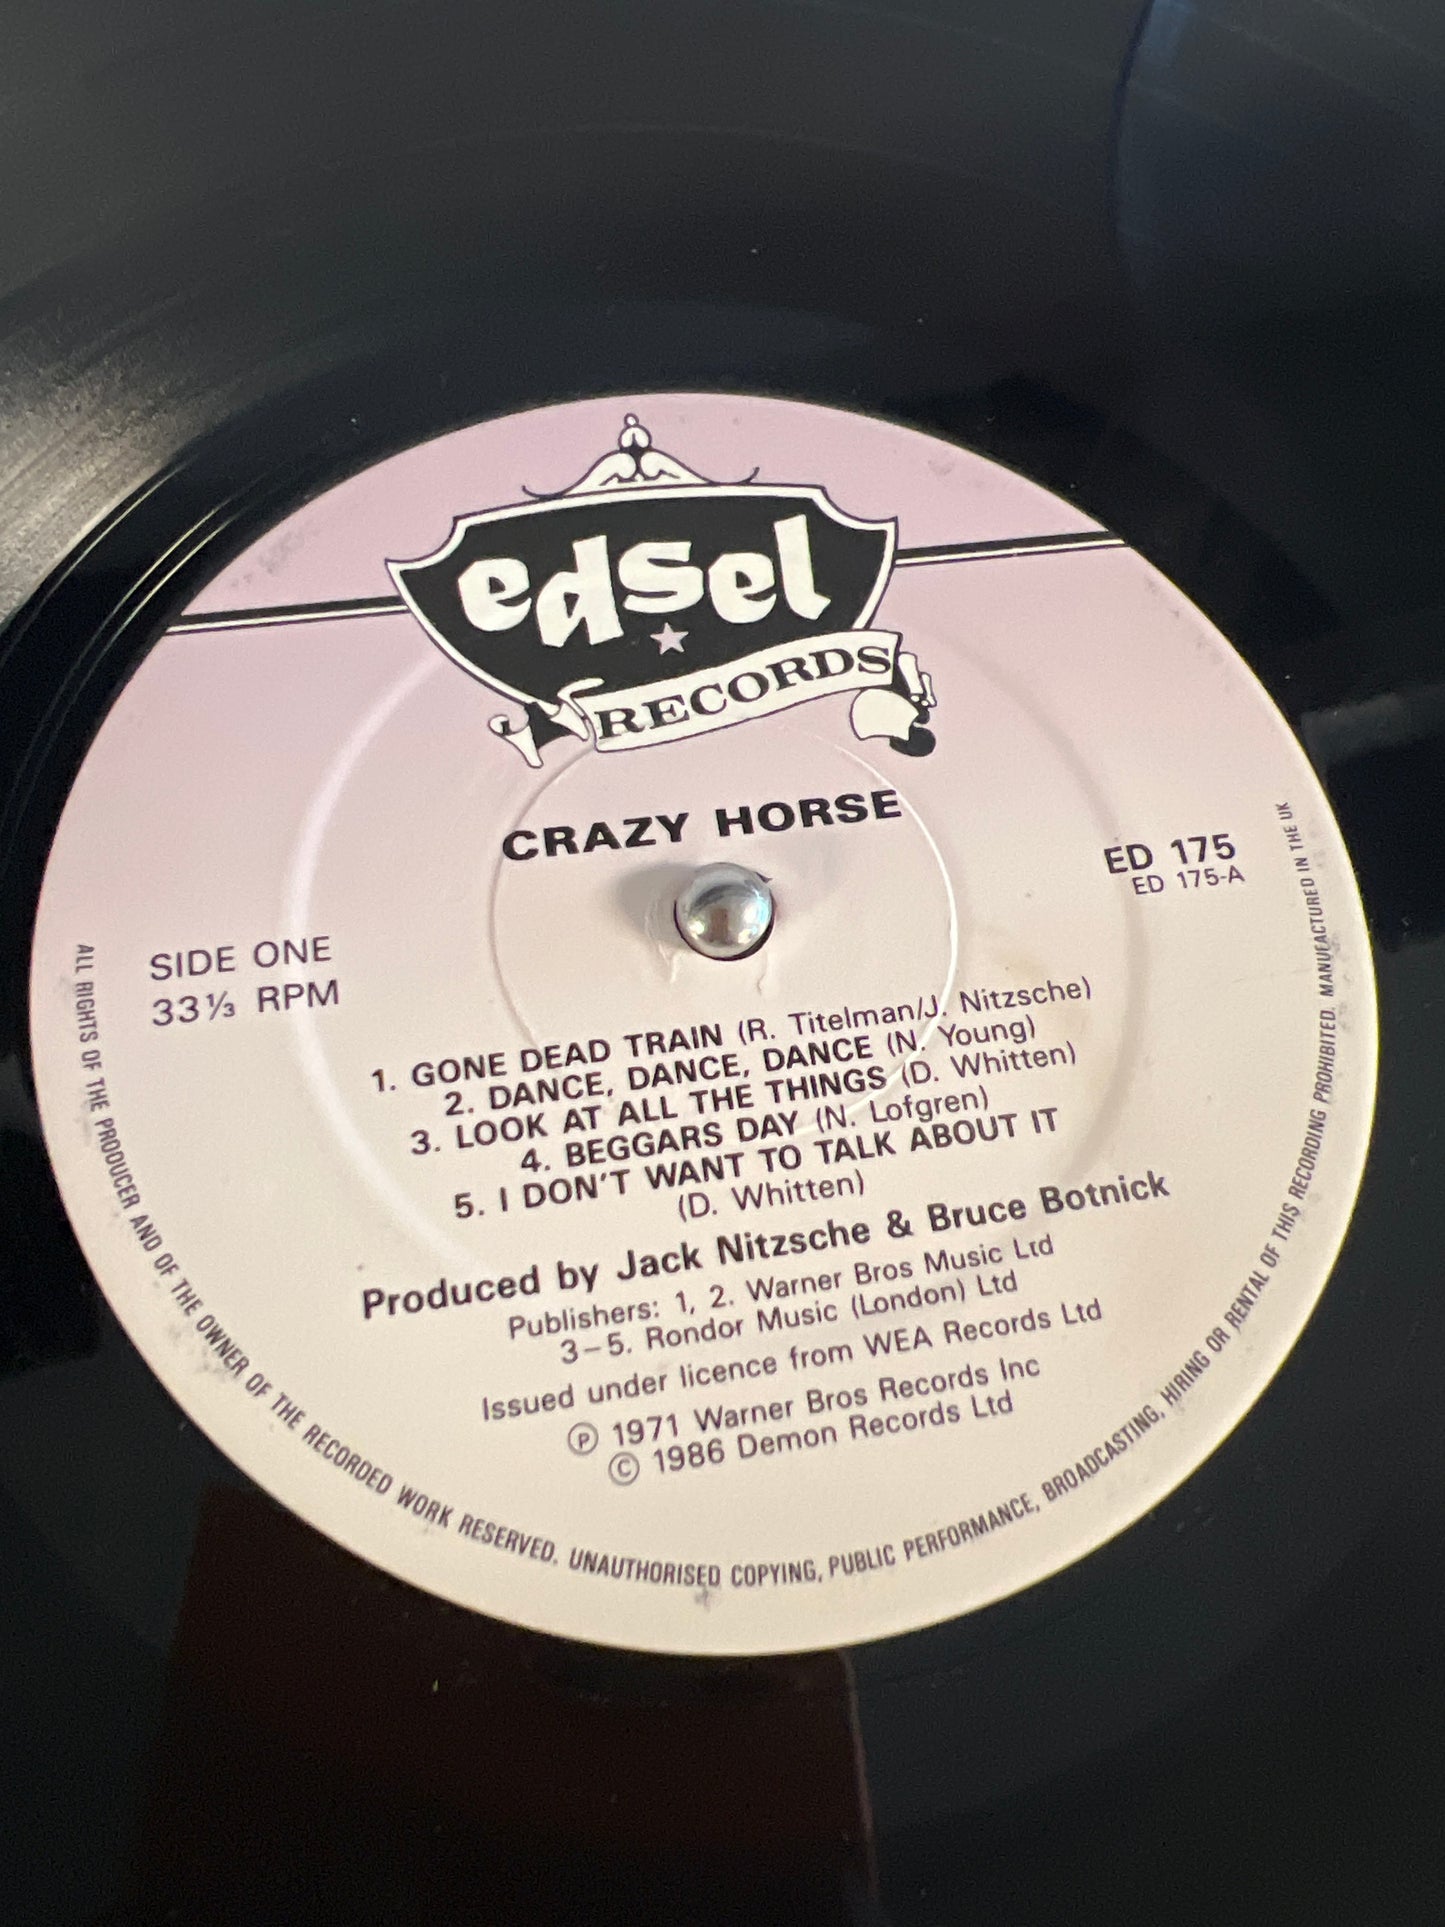 edsel
RECORDS
CRAZY HORSE
ED 175
ED 175-A
SIDE ONE
33⅓ RPM
1. GONE DEAD TRAIN (R. Titelman/J. Nitzsche)
2. DANCE, DANCE, DANCE (N. Young)
3. LOOK AT ALL THE THINGS (D. Whitten)
4. BEGGARS DAY (N. Lofgren)
5. I DON'T WANT TO TALK ABOUT IT
(D. Whitten)
Produced by Jack Nitzsche & Bruce Botnick
Publishers: 1, 2. Warner Bros Music Ltd
3–5. Rondor Music (London) Ltd
Issued under licence from WEA Records Ltd
℗ 1971 Warner Bros Records Inc
© 1986 Demon Records Ltd
ALL RIGHTS OF THE PRODUCER AND OF THE OWNER OF THE RECORDED WORK RESERVED. UNAUTHORISED COPYING, PUBLIC PERFORMANCE, BROADCASTING, HIRING OR RENTAL OF THIS RECORDING PROHIBITED. MANUFACTURED IN THE UK